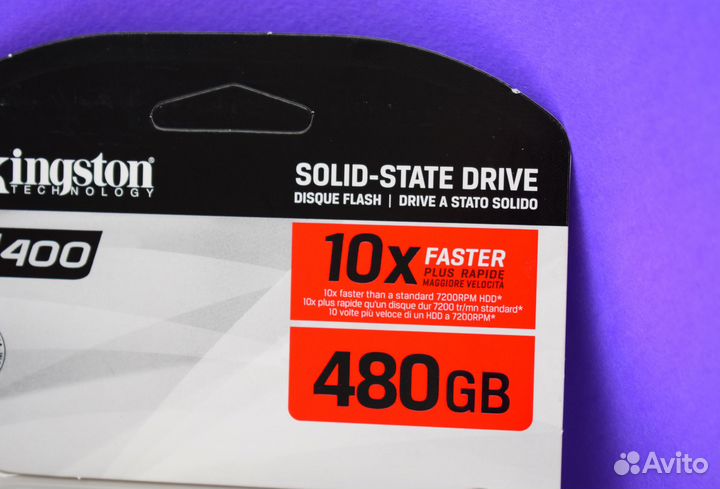 Kingston
TECHNOLOGY
SOLID-STATE DRIVE
DISQUE FLASH | DRIVE A STATO SOLIDO
400
10x FASTER
PLUS RAPIDE
MAGGIORE VELOCITÀ
10x faster than a standard 7200RPM HDD*
10x plus rapide qu'un disque dur 7200 tr/mn standard*
10 volte più veloce di un HDD a 7200RPM*
480GB
Avito